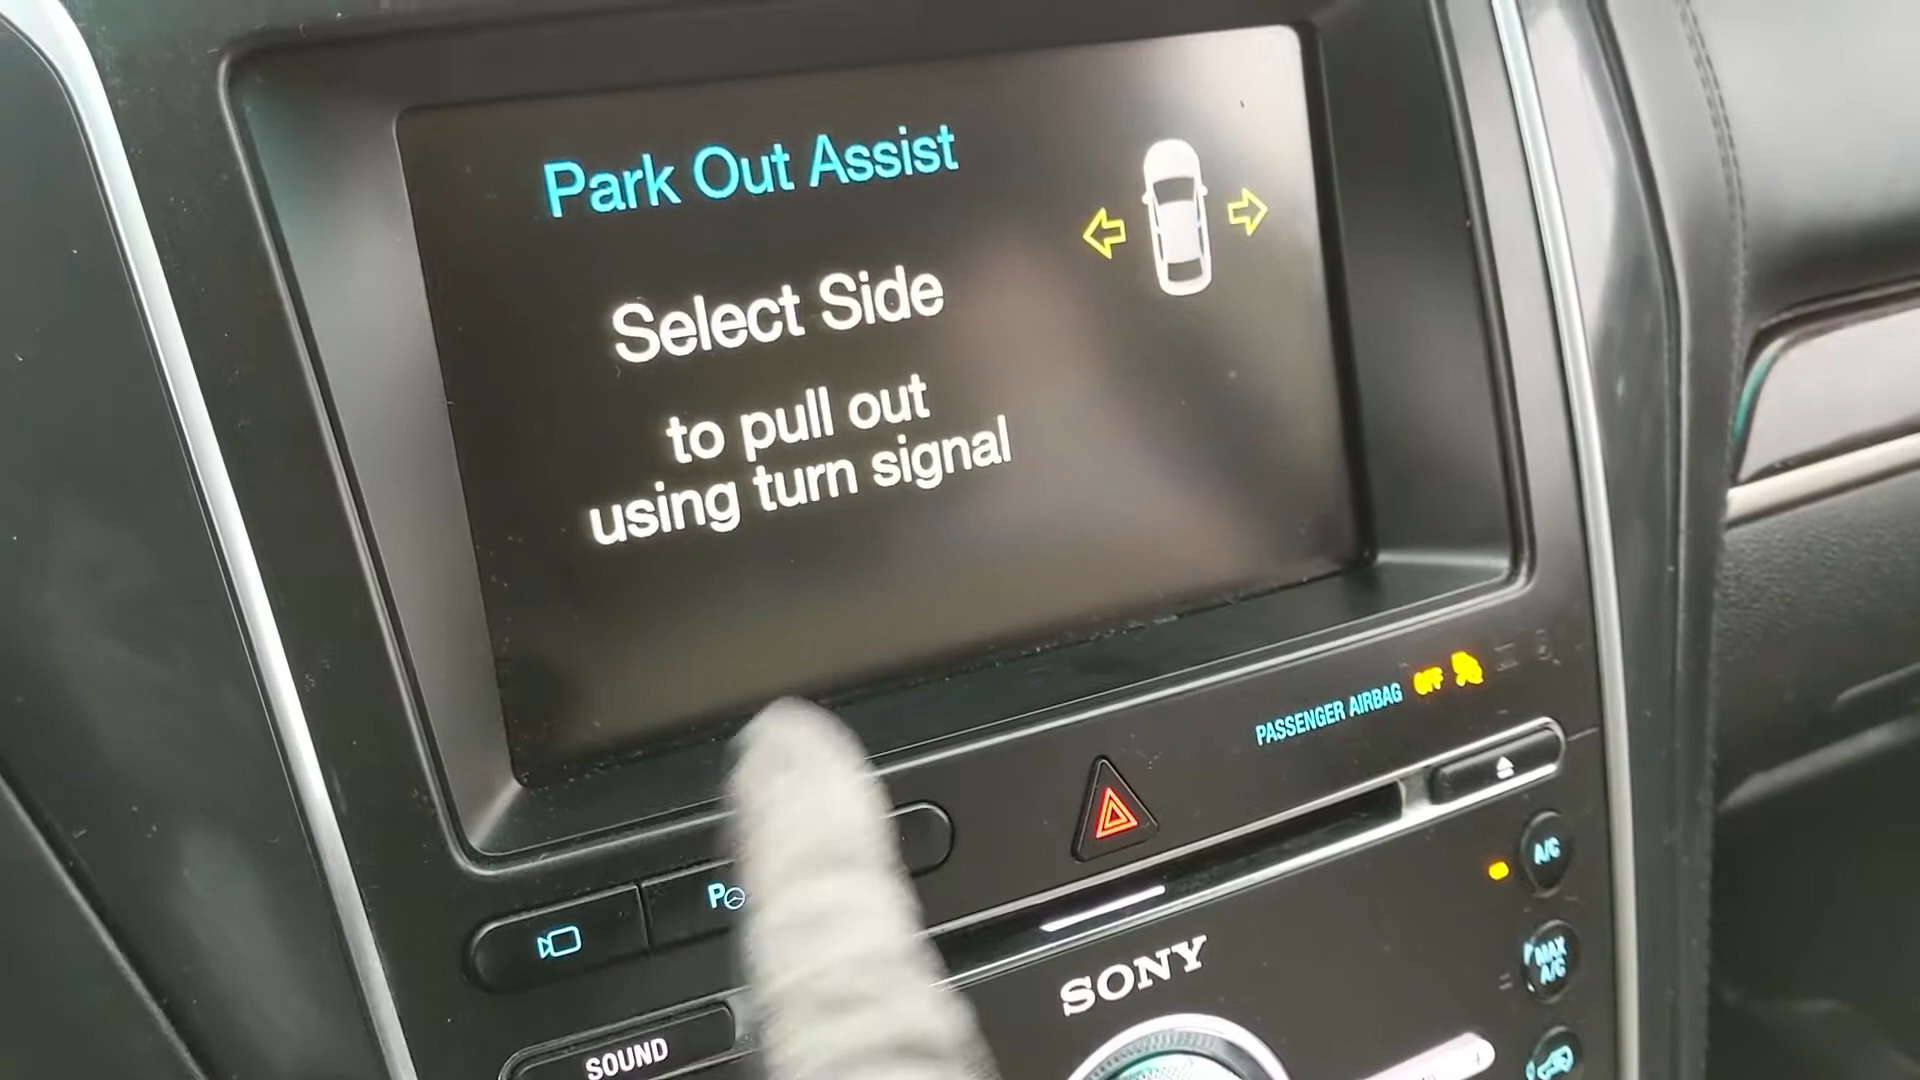 Park Out Assist
Select Side
to pull out
using turn signal
PASSENGER AIRBAG OFF
P
A/C
MAX
A/C
SONY
SOUND